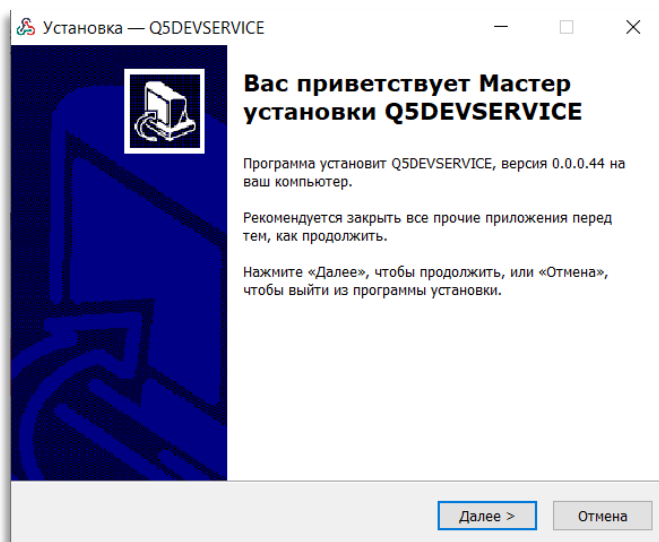 Установка — Q5DEVSERVICE
Вас приветствует Мастер
установки Q5DEVSERVICE
Программа установит Q5DEVSERVICE, версия 0.0.0.44 на
ваш компьютер.
Рекомендуется закрыть все прочие приложения перед
тем, как продолжить.
Нажмите «Далее», чтобы продолжить, или «Отмена»,
чтобы выйти из программы установки.
Далее > Отмена